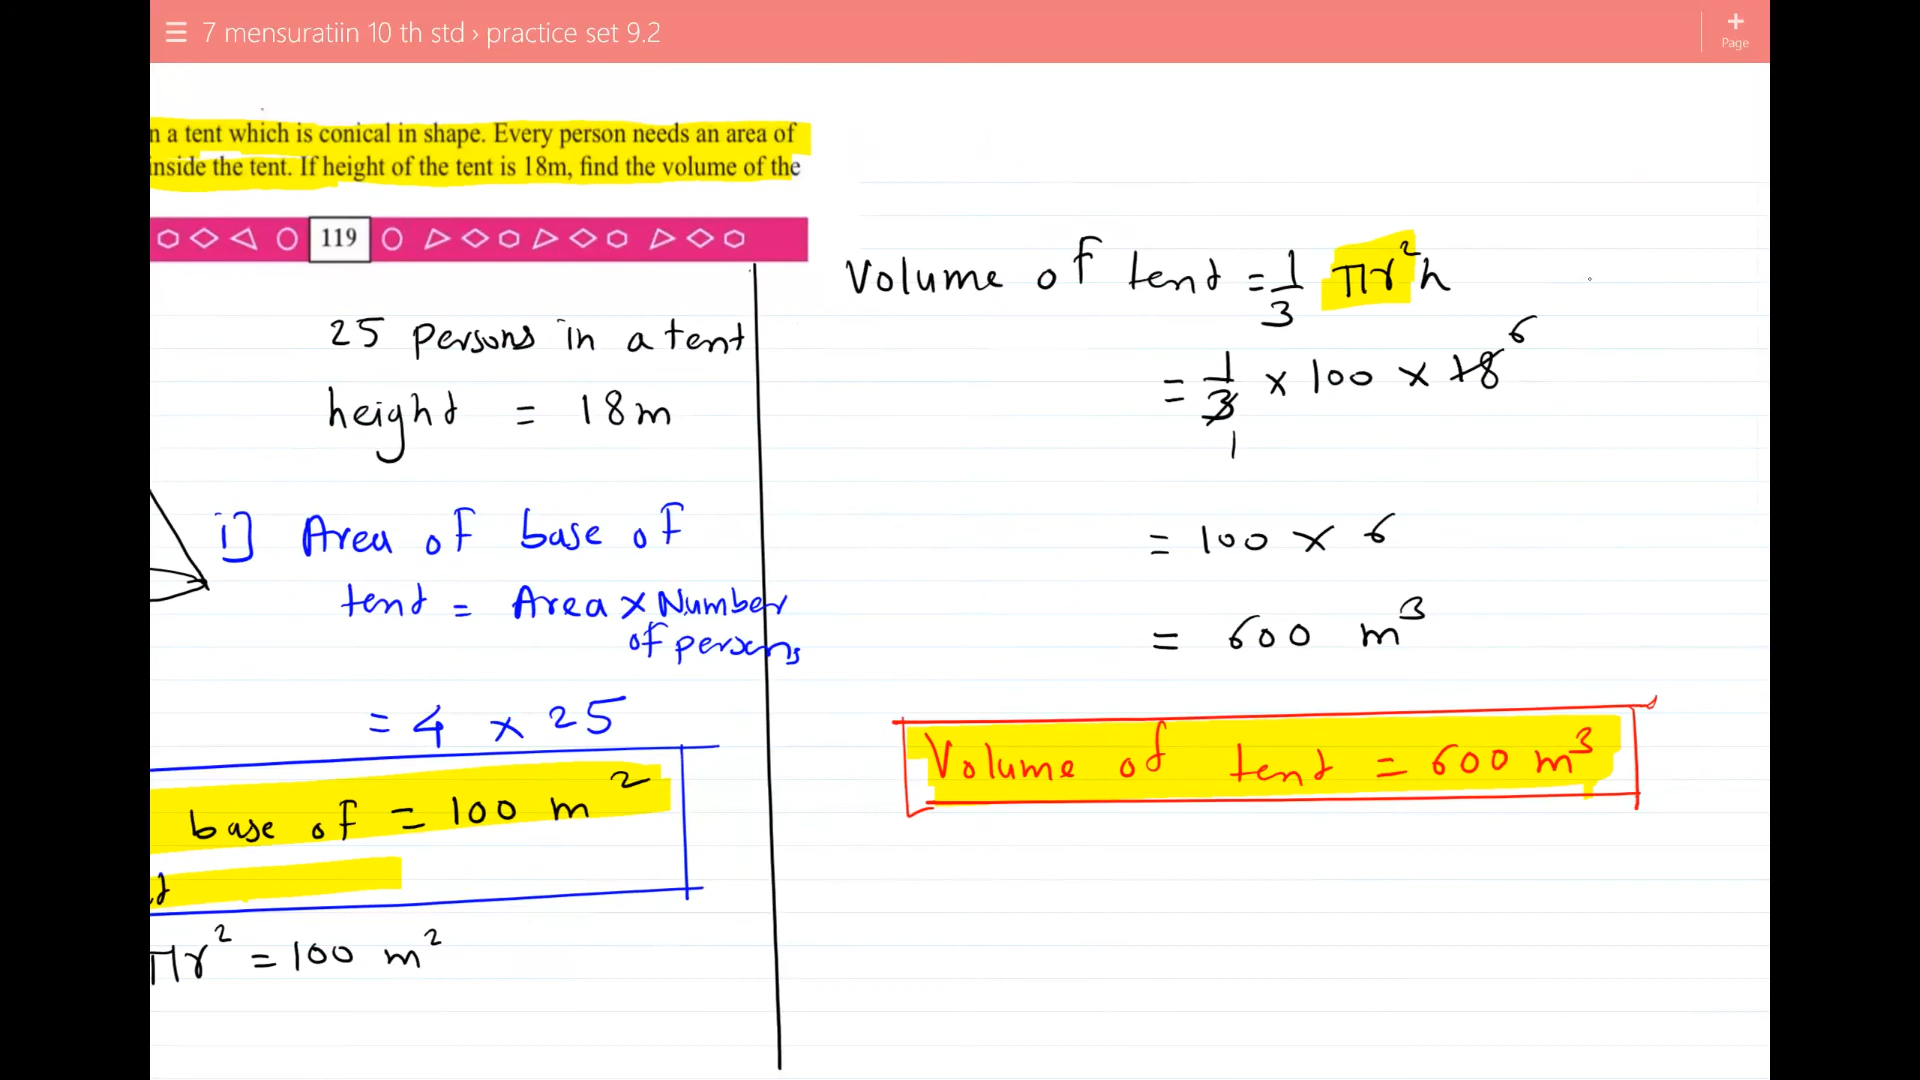 7 mensuratiin 10 th std › practice set 9.2
+
Page
n a tent which is conical in shape. Every person needs an area of
inside the tent. If height of the tent is 18m, find the volume of the
119
25 persons in a tent
height = 18m
i] Area of base of
tent = Area x Number
of persons
= 4 x 25
base of = 100 m²
πr² = 100 m²
Volume of tent = 1/3 πr²h
= 1/3 x 100 x 18 6
1
= 100 x 6
= 600 m³
Volume of tent = 600 m³